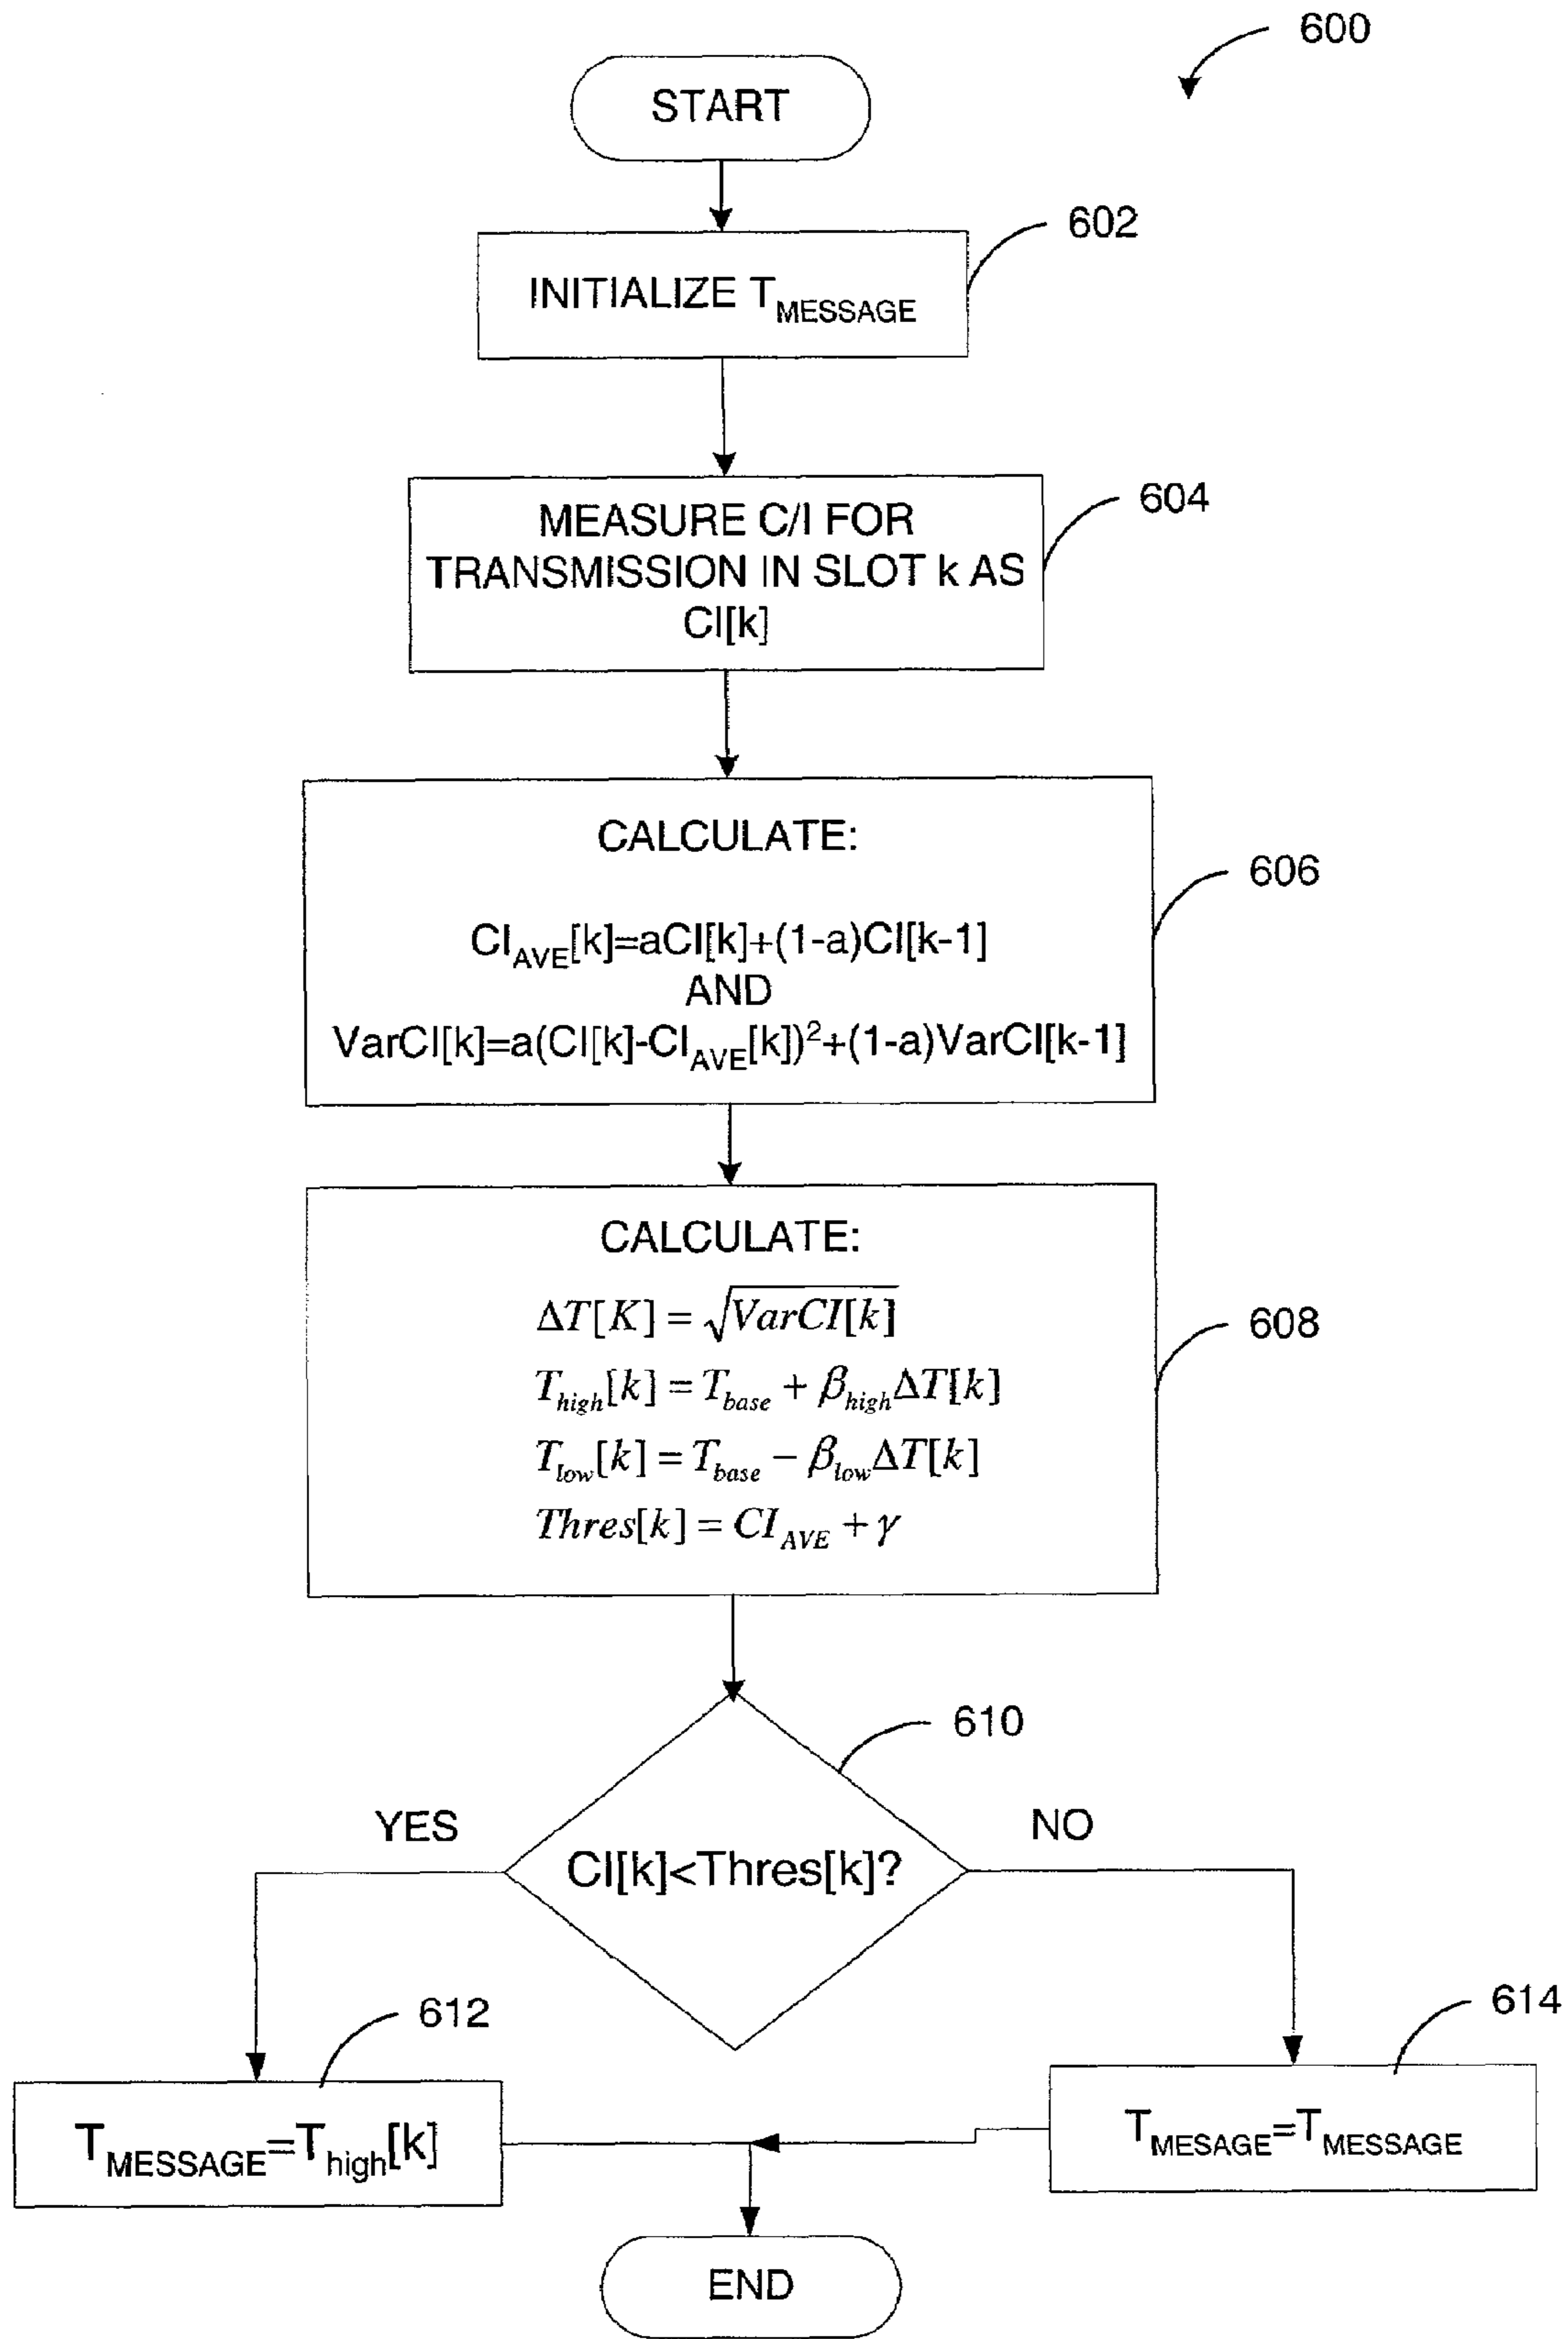 600
START
602
INITIALIZE T_MESSAGE
604
MEASURE C/I FOR
TRANSMISSION IN SLOT k AS
CI[k]
606
CALCULATE:
CI_AVE[k]=aCI[k]+(1-a)CI[k-1]
AND
VarCI[k]=a(CI[k]-CI_AVE[k])²+(1-a)VarCI[k-1]
608
CALCULATE:
ΔT[K] = √VarCI[k]
T_high[k] = T_base + β_high ΔT[k]
T_low[k] = T_base − β_low ΔT[k]
Thres[k] = CI_AVE + γ
610
YES
NO
CI[k]<Thres[k]?
612
614
T_MESSAGE=T_high[k]
T_MESAGE=T_MESSAGE
END